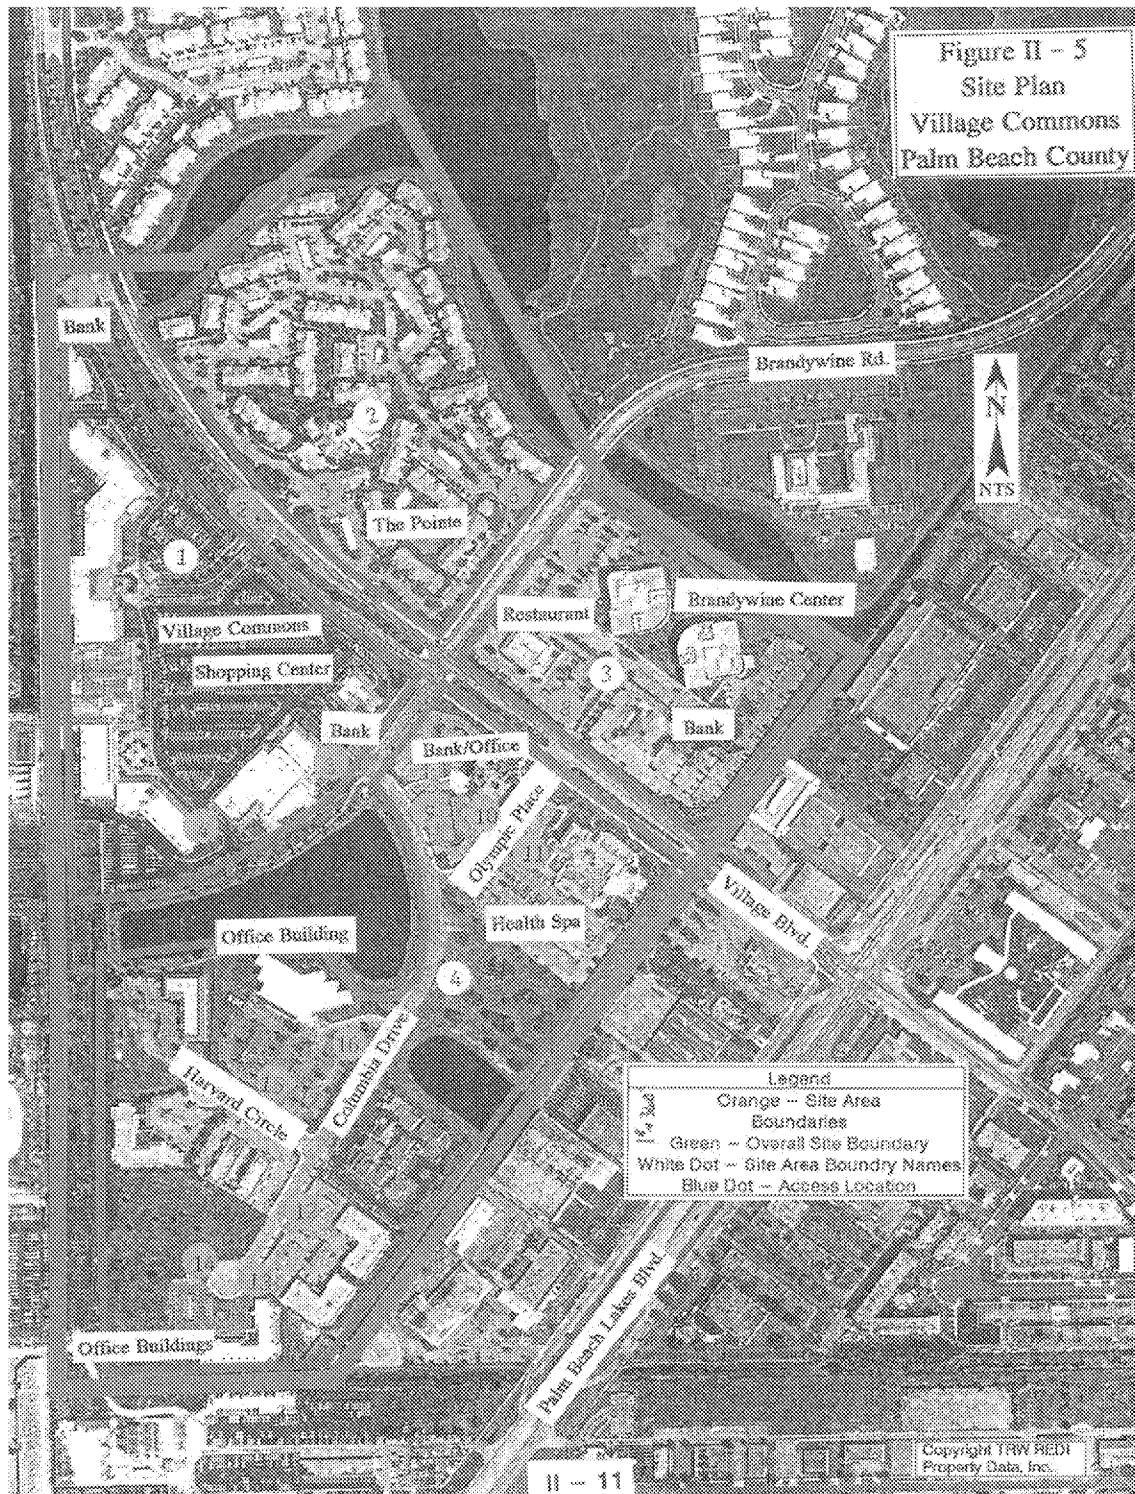 Figure II - 5
Site Plan
Village Commons
Palm Beach County
Bank
Brandywine Rd.
N
NTS
2
The Pointe
1
Restaurant
Brandywine Center
Village Commons
Shopping Center
3
Bank
Bank
Bank/Office
10
Olympic Place
11
Village Blvd.
Health Spa
Office Building
4
Columbia Drive
Harvard Circle
Legend
Orange - Site Area
Boundaries
Green - Overall Site Boundary
White Dot - Site Area Boundry Names
Blue Dot - Access Location
Palm Beach Lakes Blvd.
Office Buildings
Copyright TRW REDI
Property Data, Inc.
II - 11